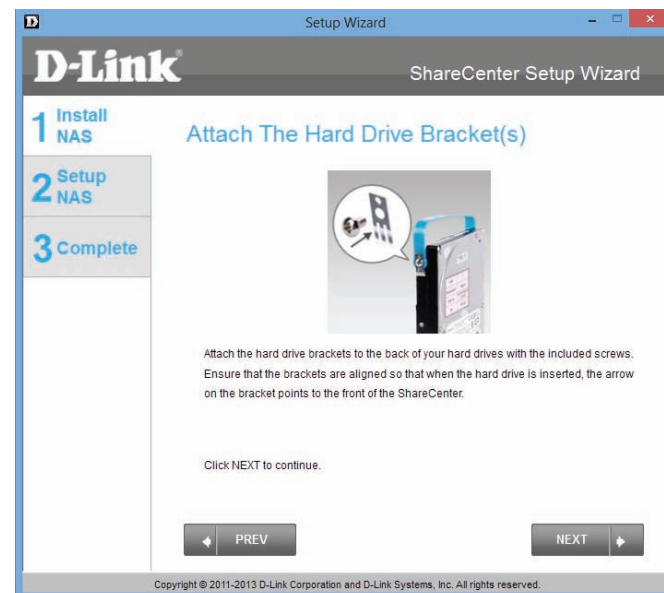 Setup Wizard
D-Link
ShareCenter Setup Wizard
1 Install
NAS
2 Setup
NAS
3 Complete
Attach The Hard Drive Bracket(s)
Attach the hard drive brackets to the back of your hard drives with the included screws.
Ensure that the brackets are aligned so that when the hard drive is inserted, the arrow
on the bracket points to the front of the ShareCenter.
Click NEXT to continue.
PREV
NEXT
Copyright © 2011-2013 D-Link Corporation and D-Link Systems, Inc. All rights reserved.